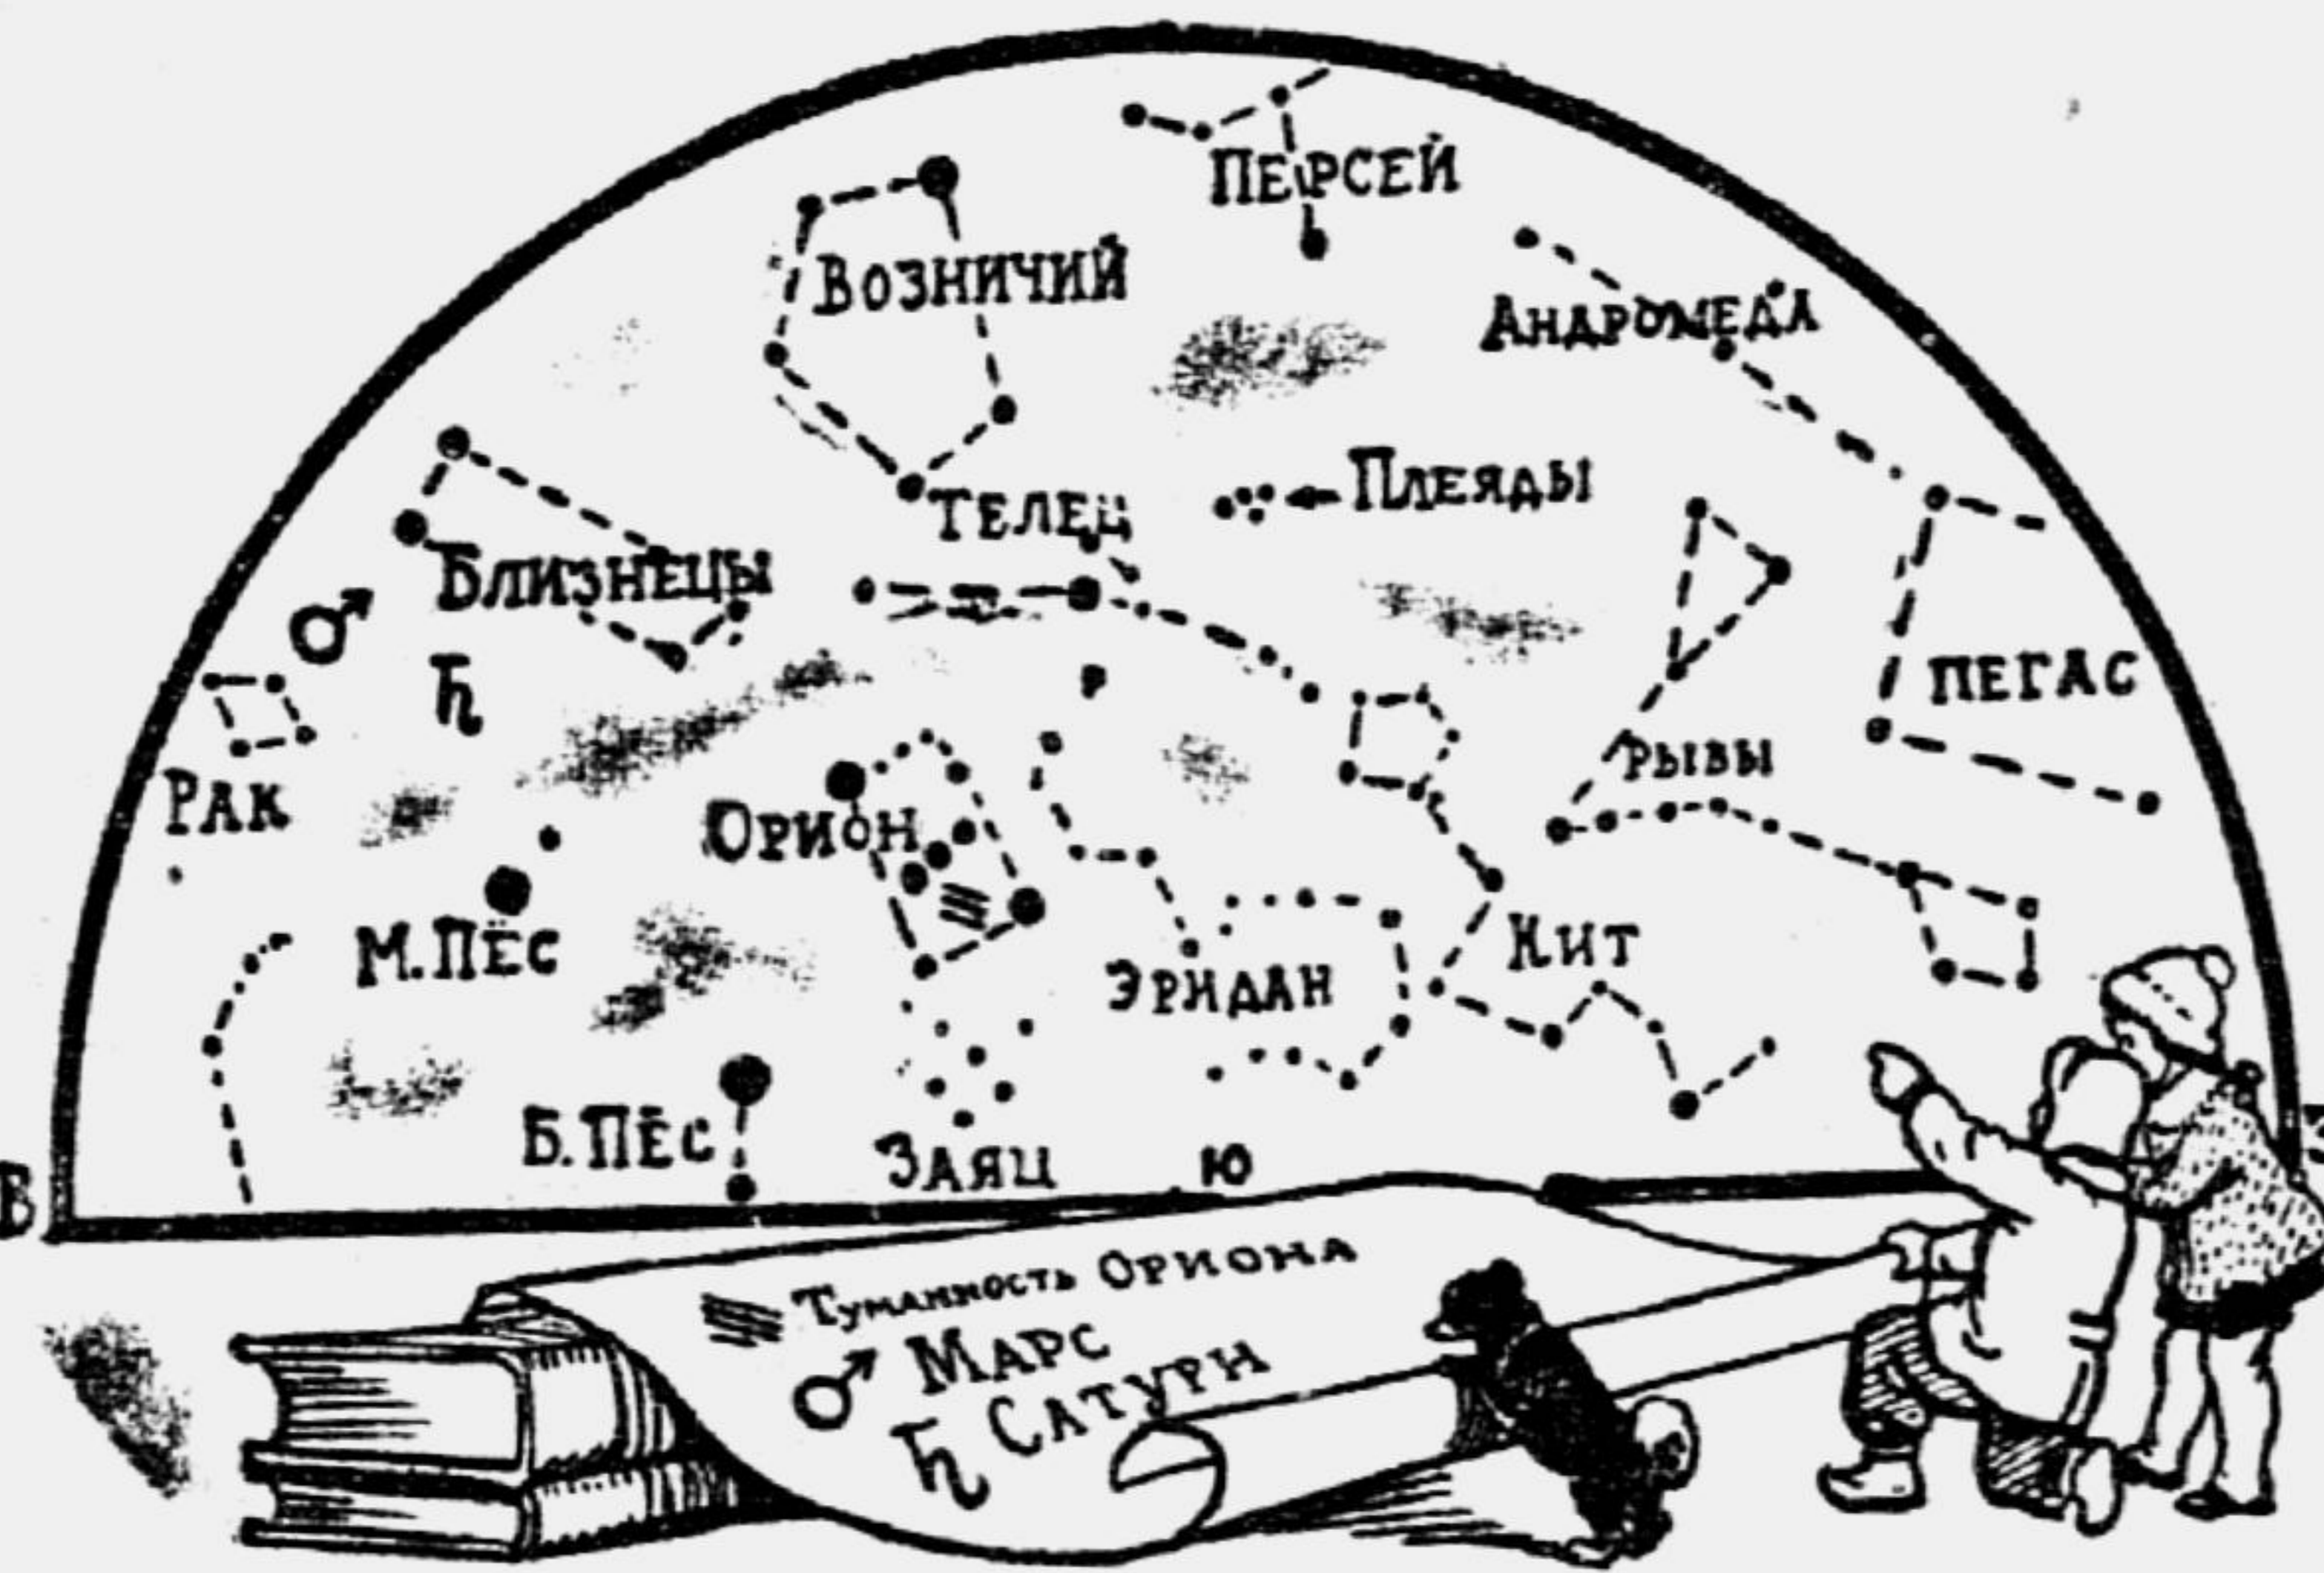 ПЕРСЕЙ
ВОЗНИЧИЙ
АНДРОМЕДА
ПЛЕЯДЫ
ТЕЛЕЦ
БЛИЗНЕЦЫ
ПЕГАС
РЫБЫ
РАК
ОРИОН
М.ПЁС
КИТ
ЭРИДАН
Б.ПЁС
ЗАЯЦ
Ю
В
ТУМАННОСТЬ ОРИОНА
♂ МАРС
♄ САТУРН